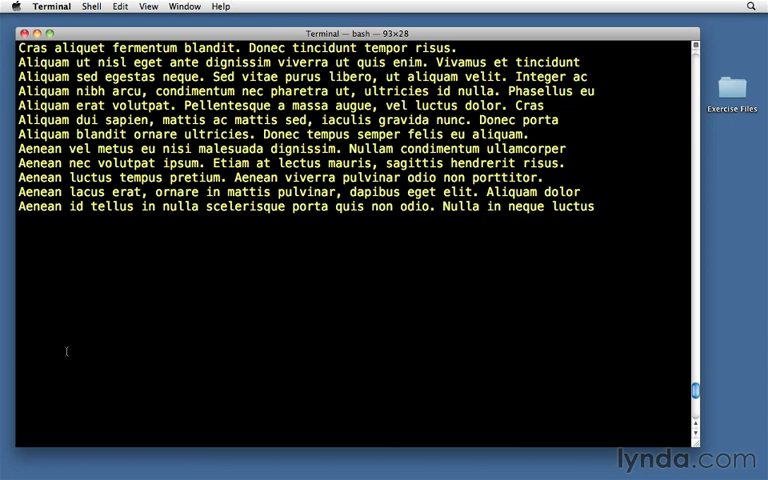 Terminal Shell Edit View Window Help
Terminal — bash — 93×28
Cras aliquet fermentum blandit. Donec tincidunt tempor risus.
Aliquam ut nisl eget ante dignissim viverra ut quis enim. Vivamus et tincidunt
Aliquam sed egestas neque. Sed vitae purus libero, ut aliquam velit. Integer ac
Aliquam nibh arcu, condimentum nec pharetra ut, ultricies id nulla. Phasellus eu
Aliquam erat volutpat. Pellentesque a massa augue, vel luctus dolor. Cras
Aliquam dui sapien, mattis ac mattis sed, iaculis gravida nunc. Donec porta
Aliquam blandit ornare ultricies. Donec tempus semper felis eu aliquam.
Aenean vel metus eu nisi malesuada dignissim. Nullam condimentum ullamcorper
Aenean nec volutpat ipsum. Etiam at lectus mauris, sagittis hendrerit risus.
Aenean luctus tempus pretium. Aenean viverra pulvinar odio non porttitor.
Aenean lacus erat, ornare in mattis pulvinar, dapibus eget elit. Aliquam dolor
Aenean id tellus in nulla scelerisque porta quis non odio. Nulla in neque luctus
Exercise Files
lynda.com